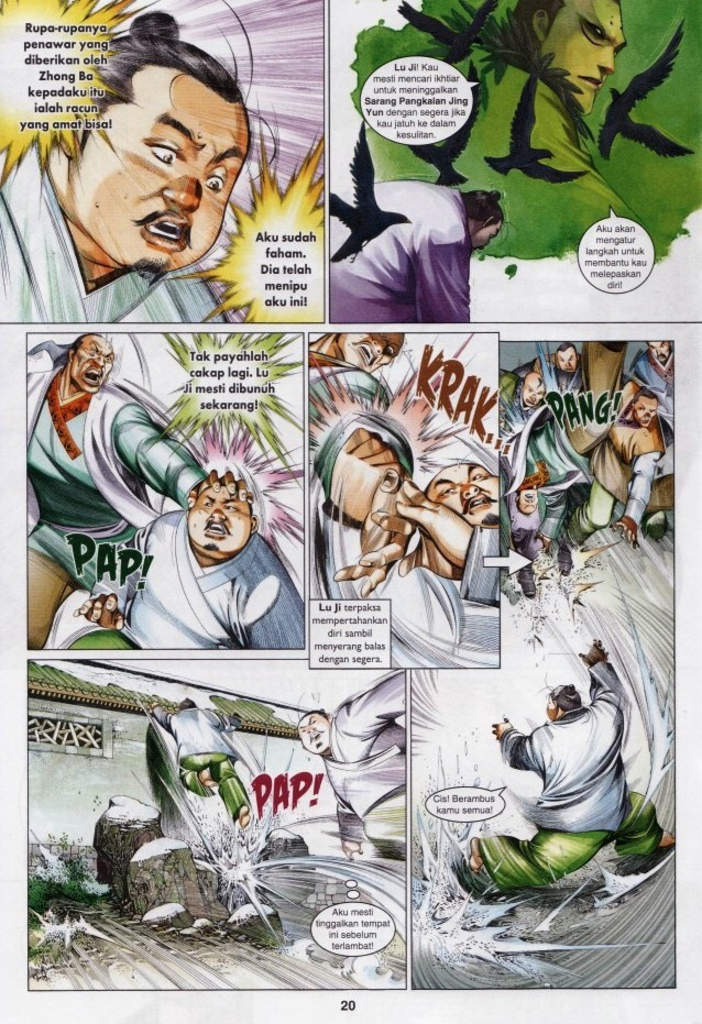 Rupa-rupanya
penawar yang
diberikan oleh
Zhong Ba
kepadaku itu
ialah racun
yang amat bisa!
Aku sudah
faham.
Dia telah
menipu
aku ini!
Lu Ji! Kau
mesti mencari ikhtiar
untuk meninggalkan
Sarang Pangkalan Jing
Yun dengan segera jika
kau jatuh ke dalam
kesulitan.
Aku akan
mengatur
langkah untuk
membantu kau
melepaskan
diri!
Tak payahlah
cakap lagi. Lu
Ji mesti dibunuh
sekarang!
PAP!
KRAK...
Lu Ji terpaksa
mempertahankan
diri sambil
menyerang balas
dengan segera.
PANG!
PAP!
Aku mesti
tinggalkan tempat
ini sebelum
terlambat!
Cis! Berambus
kamu semua!
20